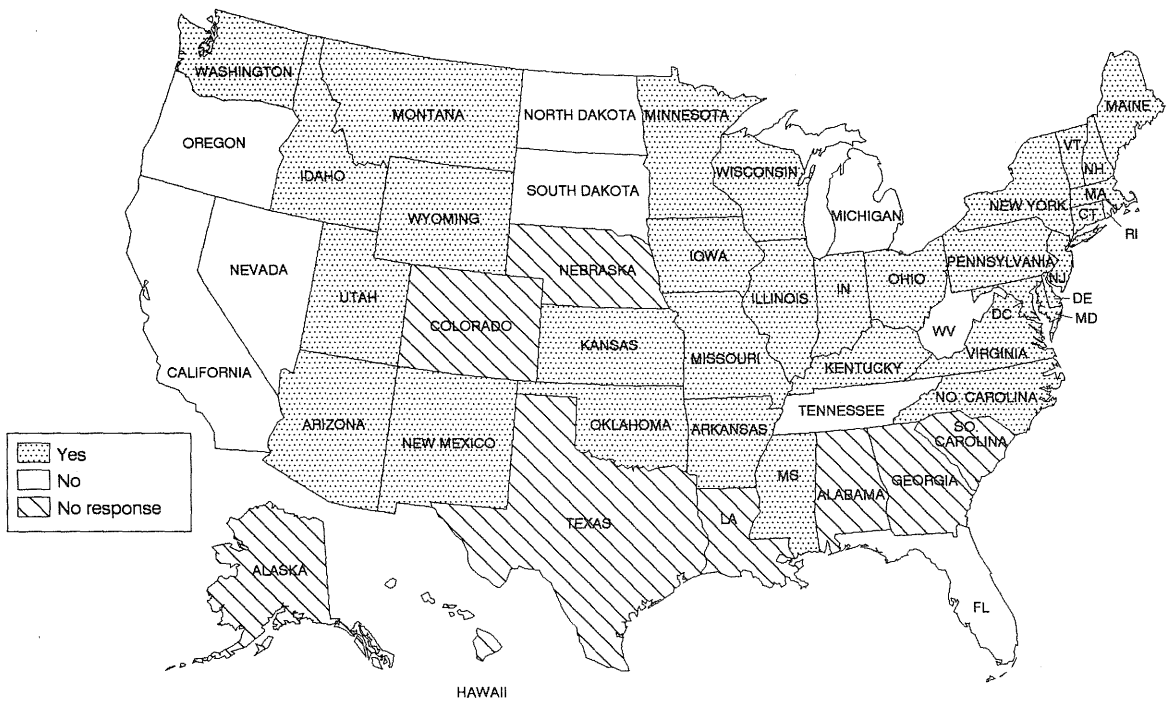 WASHINGTON
MONTANA
NORTH DAKOTA
MINNESOTA
MAINE
OREGON
IDAHO
SOUTH DAKOTA
WISCONSIN
VT
NH
WYOMING
MICHIGAN
NEW YORK
MA
CT
RI
NEVADA
UTAH
NEBRASKA
IOWA
ILLINOIS
IN
OHIO
PENNSYLVANIA
NJ
DE
MD
DC
COLORADO
KANSAS
MISSOURI
WV
VIRGINIA
KENTUCKY
CALIFORNIA
ARIZONA
NEW MEXICO
OKLAHOMA
ARKANSAS
TENNESSEE
NO. CAROLINA
SO.
CAROLINA
Yes
No
No response
TEXAS
LA
MS
ALABAMA
GEORGIA
ALASKA
FL
HAWAII